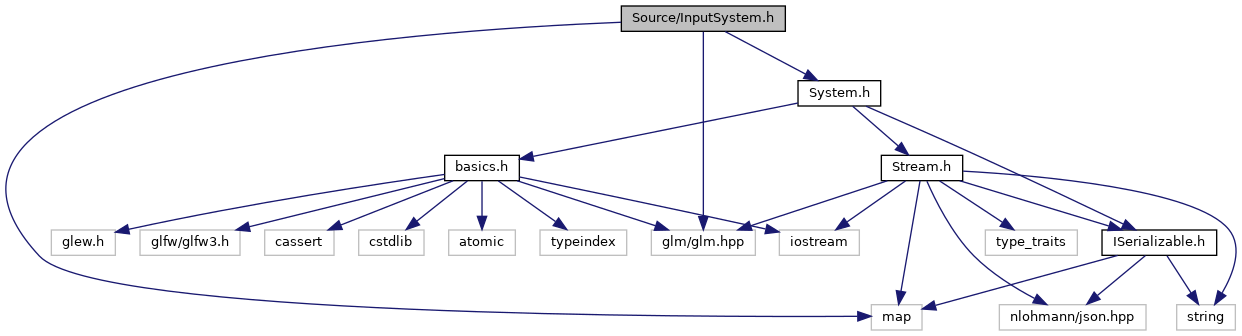 Source/InputSystem.h
System.h
basics.h
Stream.h
glew.h
glfw/glfw3.h
cassert
cstdlib
atomic
typeindex
glm/glm.hpp
iostream
type_traits
ISerializable.h
map
nlohmann/json.hpp
string